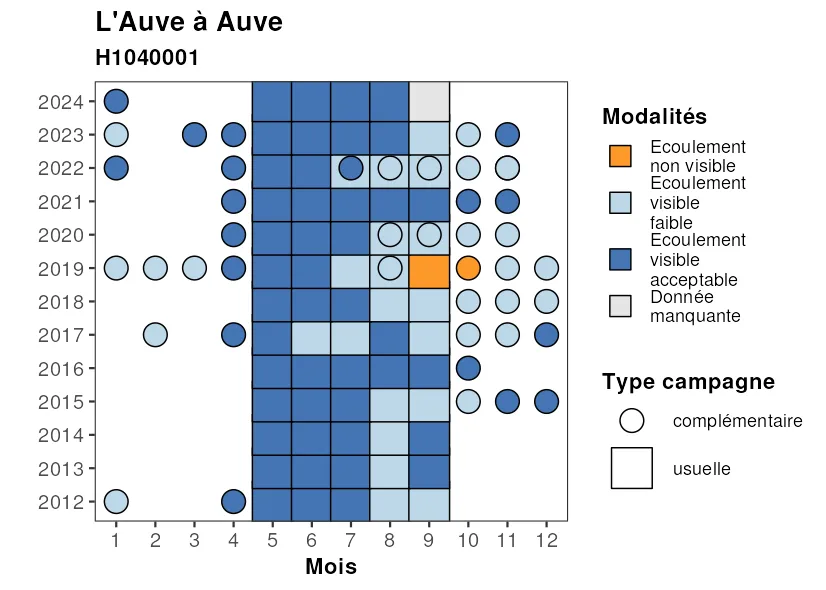 L'Auve à Auve
H1040001
2024
2023
2022
2021
2020
2019
2018
2017
2016
2015
2014
2013
2012
1 2 3 4 5 6 7 8 9 10 11 12
Mois
Modalités
Ecoulement
non visible
Ecoulement
visible
faible
Ecoulement
visible
acceptable
Donnée
manquante
Type campagne
complémentaire
usuelle